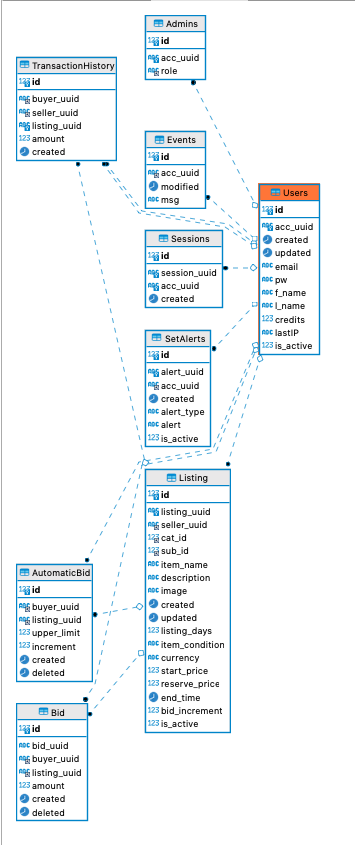 Admins
123 id
ABC acc_uuid
123 role
TransactionHistory
123 id
ABC buyer_uuid
ABC seller_uuid
ABC listing_uuid
123 amount
created
Events
123 id
ABC acc_uuid
modified
ABC msg
Users
123 id
ABC acc_uuid
created
updated
ABC email
ABC pw
ABC f_name
ABC l_name
123 credits
ABC lastIP
123 is_active
Sessions
123 id
ABC session_uuid
ABC acc_uuid
created
SetAlerts
123 id
ABC alert_uuid
ABC acc_uuid
created
ABC alert_type
ABC alert
123 is_active
Listing
123 id
ABC listing_uuid
ABC seller_uuid
123 cat_id
123 sub_id
ABC item_name
ABC description
ABC image
created
updated
123 listing_days
ABC item_condition
ABC currency
123 start_price
123 reserve_price
end_time
123 bid_increment
123 is_active
AutomaticBid
123 id
ABC buyer_uuid
ABC listing_uuid
123 upper_limit
123 increment
created
deleted
Bid
123 id
ABC bid_uuid
ABC buyer_uuid
ABC listing_uuid
123 amount
created
deleted